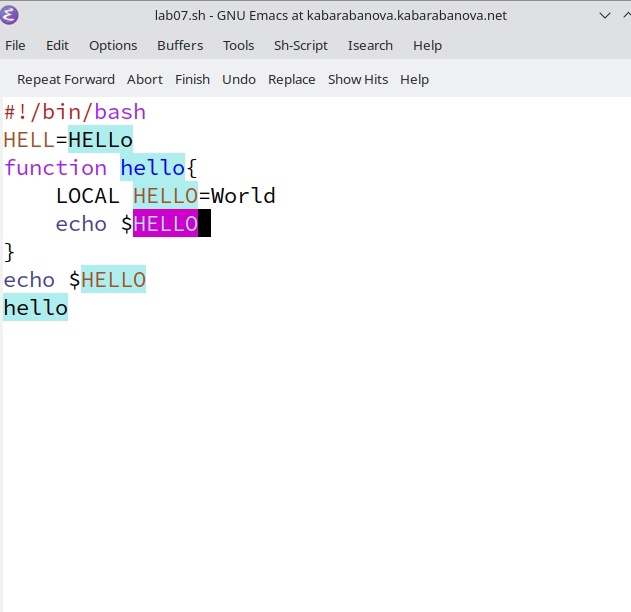 lab07.sh - GNU Emacs at kabarabanova.kabarabanova.net
File Edit Options Buffers Tools Sh-Script Isearch Help
Repeat Forward Abort Finish Undo Replace Show Hits Help
#!/bin/bash
HELL=HELLo
function hello{
    LOCAL HELLO=World
    echo $HELLO
}
echo $HELLO
hello